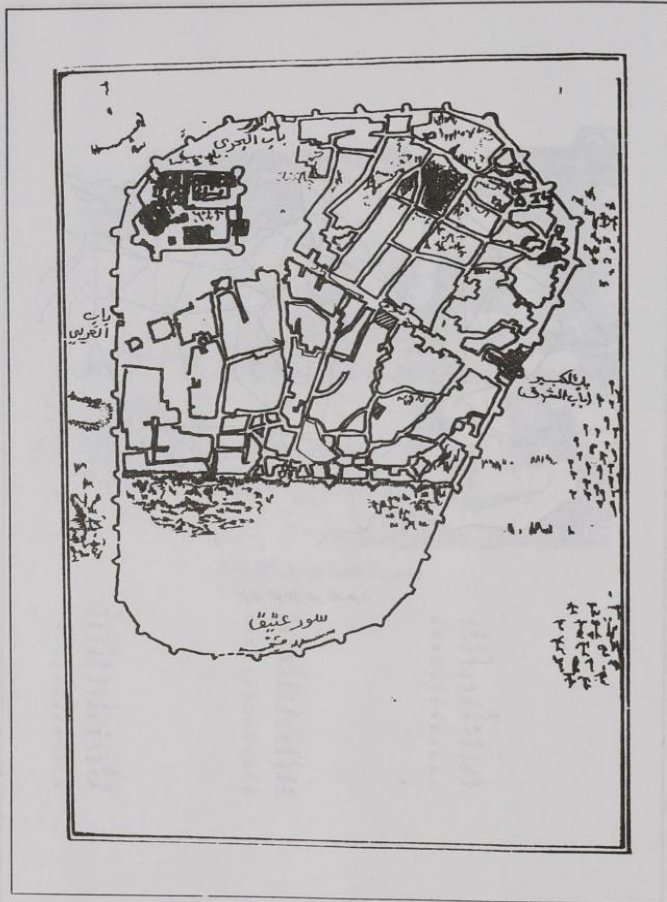 باب البحري
باب
الغربي
باب الكبير
(باب الشرقي)
سور عتيق